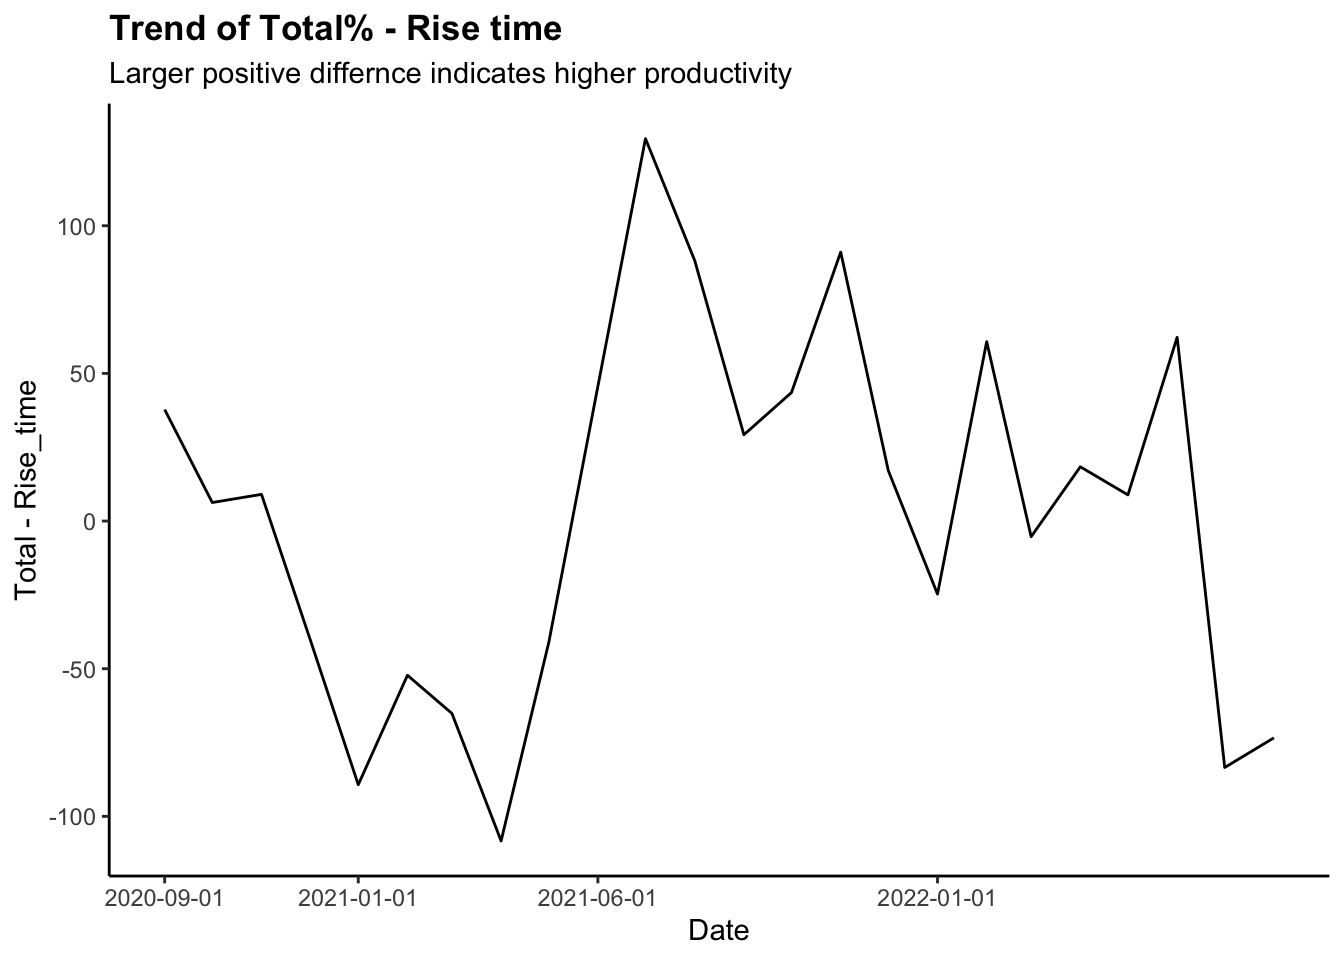 Trend of Total% - Rise time
Larger positive differnce indicates higher productivity
Total - Rise_time
100
50
0
-50
-100
2020-09-01 2021-01-01 2021-06-01 2022-01-01
Date